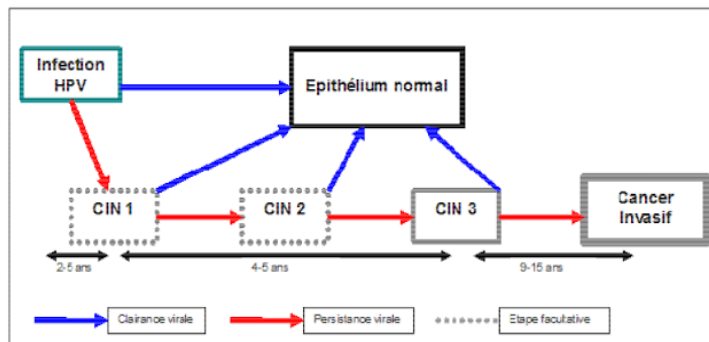 Infection
HPV
Epithélium normal
CIN 1
CIN 2
CIN 3
Cancer
Invasif
2-5 ans
4-5 ans
9-15 ans
Clairance virale
Persistance virale
Etape facultative